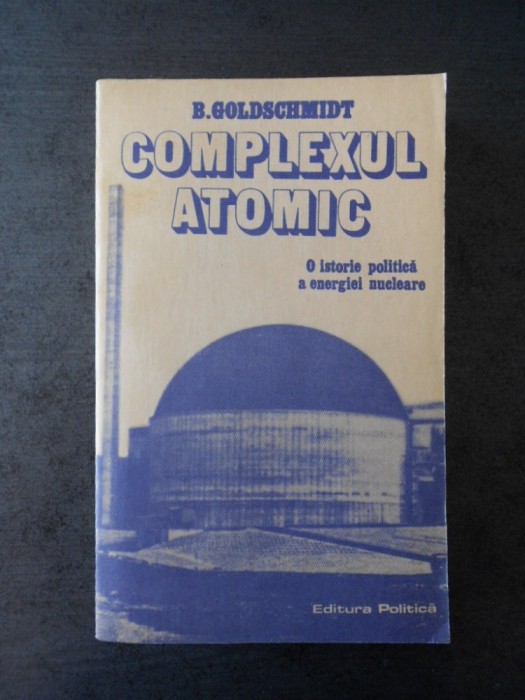 B.GOLDSCHMIDT
COMPLEXUL
ATOMIC
O istorie politică
a energiei nucleare
Editura Politică